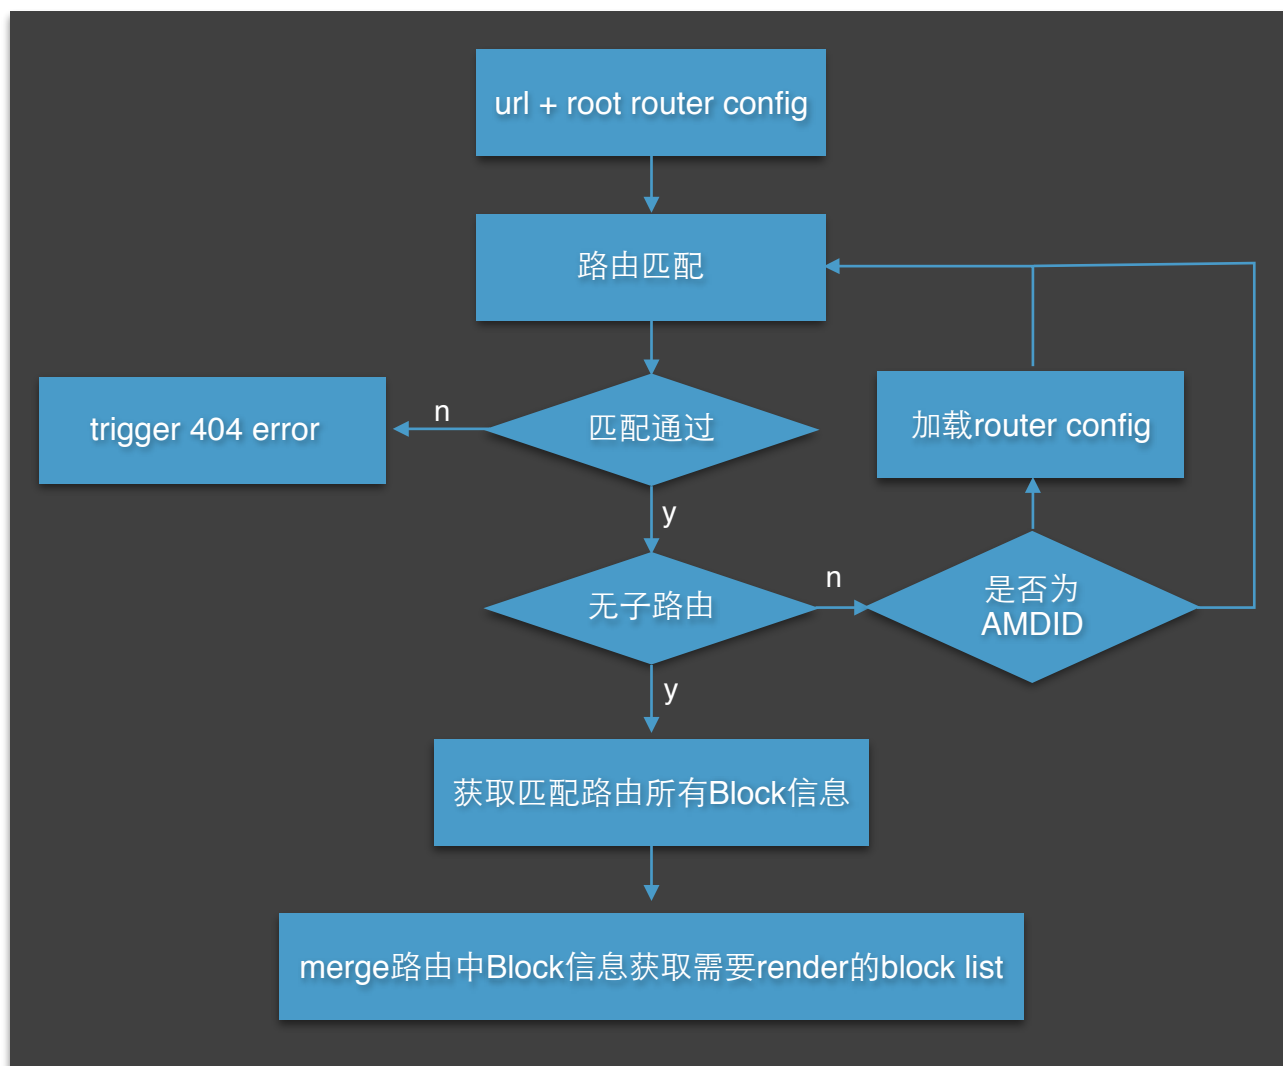 url + root router config
路由匹配
trigger 404 error
n
匹配通过
加载router config
y
无子路由
n
是否为
AMDID
y
获取匹配路由所有Block信息
merge路由中Block信息获取需要render的block list